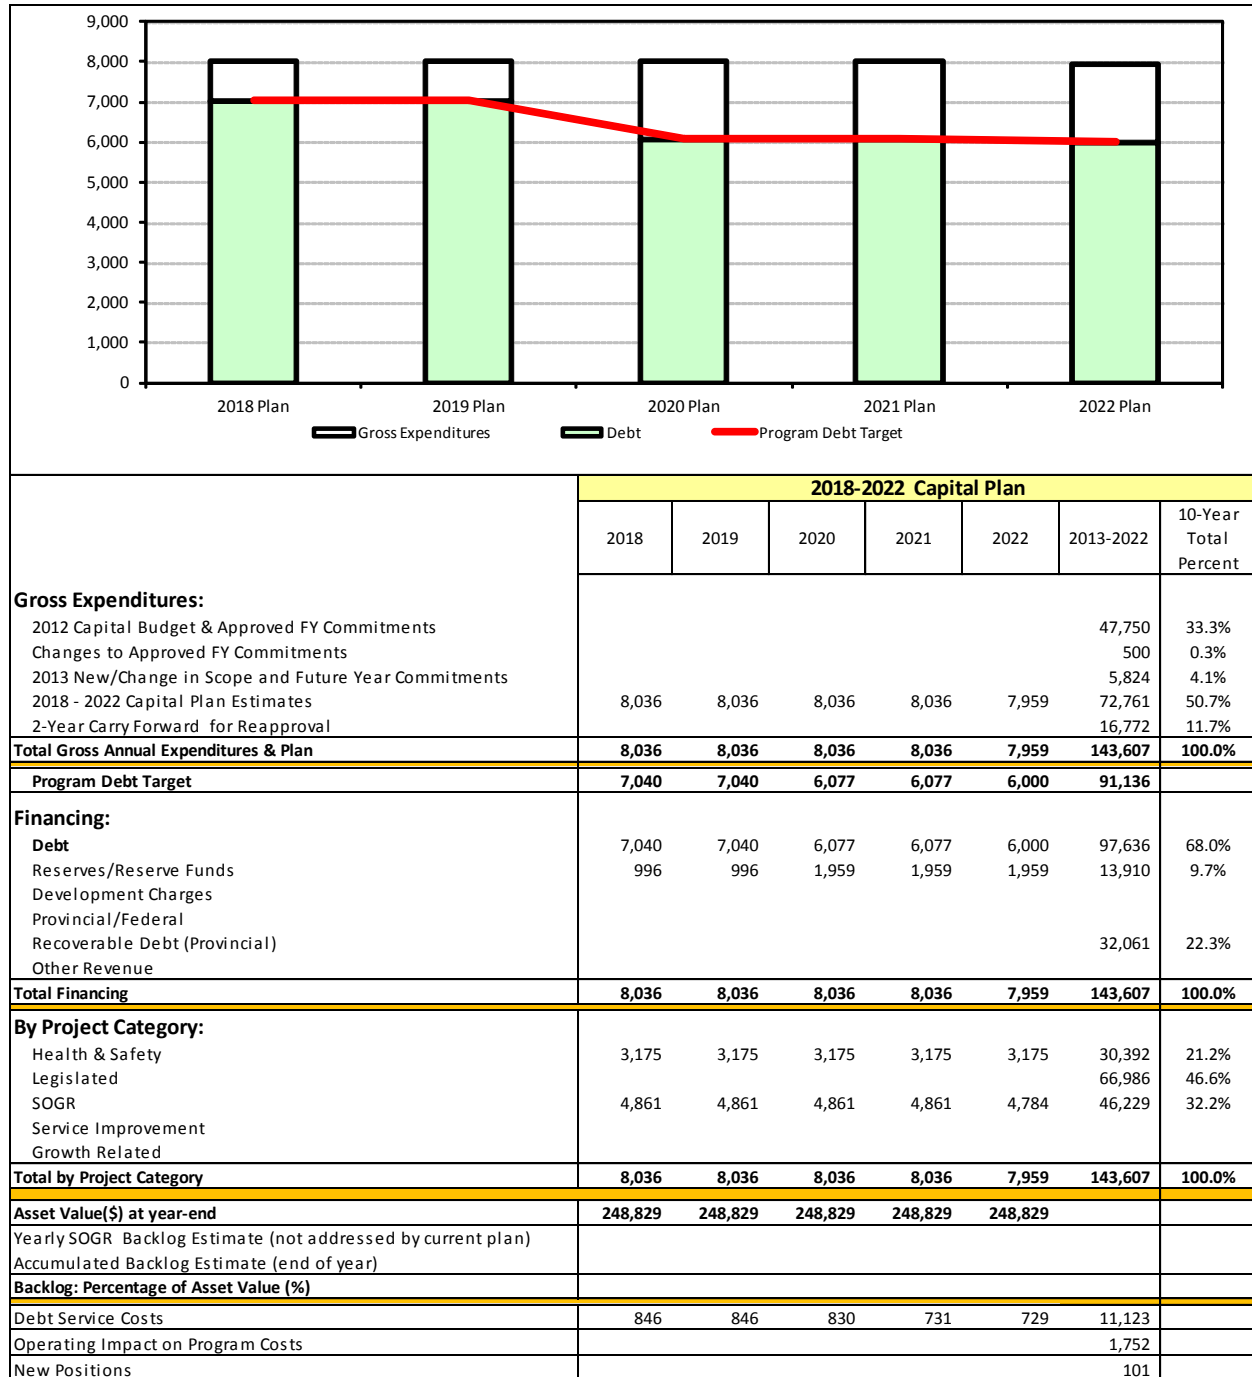 9,000
8,000
7,000
6,000
5,000
4,000
3,000
2,000
1,000
0
2018 Plan 2019 Plan 2020 Plan 2021 Plan 2022 Plan
Gross Expenditures Debt Program Debt Target
2018-2022 Capital Plan
2018 2019 2020 2021 2022 2013-2022 10-Year Total Percent
Gross Expenditures:
2012 Capital Budget & Approved FY Commitments 47,750 33.3%
Changes to Approved FY Commitments 500 0.3%
2013 New/Change in Scope and Future Year Commitments 5,824 4.1%
2018 - 2022 Capital Plan Estimates 8,036 8,036 8,036 8,036 7,959 72,761 50.7%
2-Year Carry Forward for Reapproval 16,772 11.7%
Total Gross Annual Expenditures & Plan 8,036 8,036 8,036 8,036 7,959 143,607 100.0%
Program Debt Target 7,040 7,040 6,077 6,077 6,000 91,136
Financing:
Debt 7,040 7,040 6,077 6,077 6,000 97,636 68.0%
Reserves/Reserve Funds 996 996 1,959 1,959 1,959 13,910 9.7%
Development Charges
Provincial/Federal
Recoverable Debt (Provincial) 32,061 22.3%
Other Revenue
Total Financing 8,036 8,036 8,036 8,036 7,959 143,607 100.0%
By Project Category:
Health & Safety 3,175 3,175 3,175 3,175 3,175 30,392 21.2%
Legislated 66,986 46.6%
SOGR 4,861 4,861 4,861 4,861 4,784 46,229 32.2%
Service Improvement
Growth Related
Total by Project Category 8,036 8,036 8,036 8,036 7,959 143,607 100.0%
Asset Value($) at year-end 248,829 248,829 248,829 248,829 248,829
Yearly SOGR Backlog Estimate (not addressed by current plan)
Accumulated Backlog Estimate (end of year)
Backlog: Percentage of Asset Value (%)
Debt Service Costs 846 846 830 731 729 11,123
Operating Impact on Program Costs 1,752
New Positions 101